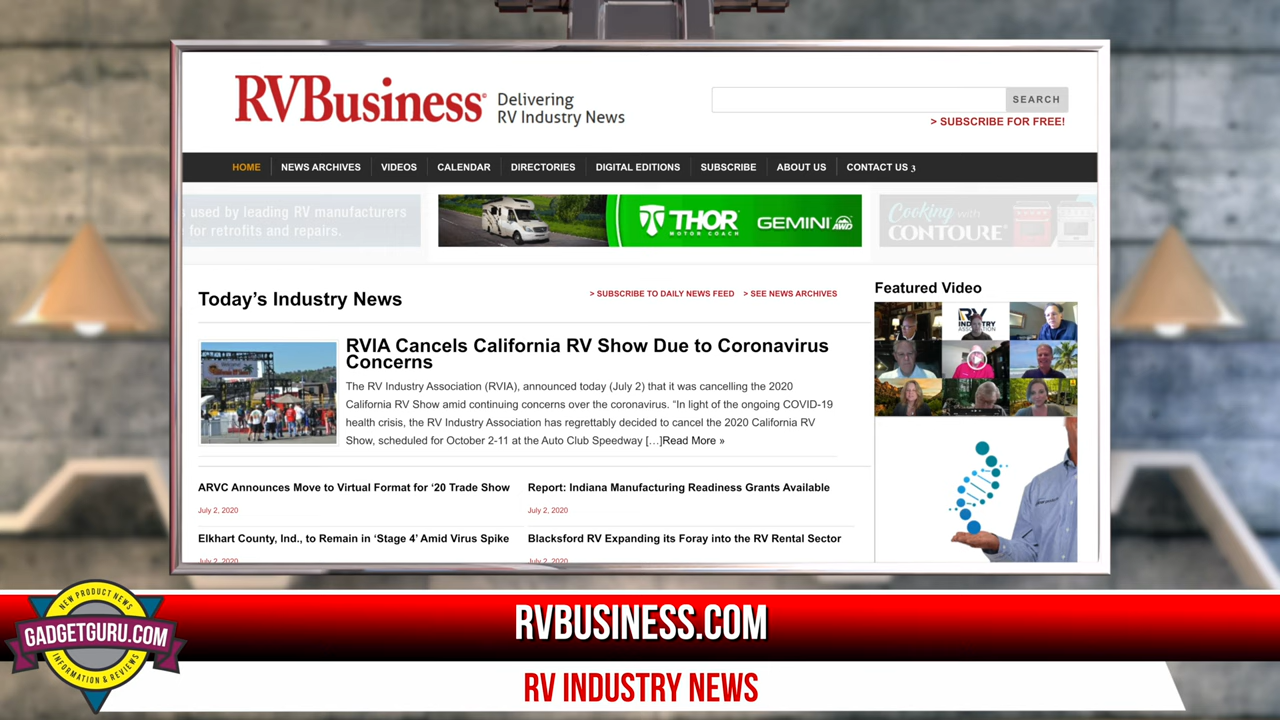 RVBusiness
Delivering
RV Industry News
SEARCH
> SUBSCRIBE FOR FREE!
HOME NEWS ARCHIVES VIDEOS CALENDAR DIRECTORIES DIGITAL EDITIONS SUBSCRIBE ABOUT US CONTACT US 3
s used by leading RV manufacturers
for retrofits and repairs.
THOR
MOTOR COACH
GEMINI AWD
Cooking with
CONTOURE
Today's Industry News
> SUBSCRIBE TO DAILY NEWS FEED > SEE NEWS ARCHIVES
Featured Video
RV INDUSTRY
ASSOCIATION
RVIA Cancels California RV Show Due to Coronavirus
Concerns
The RV Industry Association (RVIA), announced today (July 2) that it was cancelling the 2020
California RV Show amid continuing concerns over the coronavirus. “In light of the ongoing COVID-19
health crisis, the RV Industry Association has regrettably decided to cancel the 2020 California RV
Show, scheduled for October 2-11 at the Auto Club Speedway […]Read More »
ARVC Announces Move to Virtual Format for ‘20 Trade Show
July 2, 2020
Report: Indiana Manufacturing Readiness Grants Available
July 2, 2020
Elkhart County, Ind., to Remain in ‘Stage 4’ Amid Virus Spike
July 2, 2020
Blacksford RV Expanding its Foray into the RV Rental Sector
July 2, 2020
NEW PRODUCT NEWS
GADGETGURU.COM
INFORMATION & REVIEWS
RVBUSINESS.COM
RV INDUSTRY NEWS